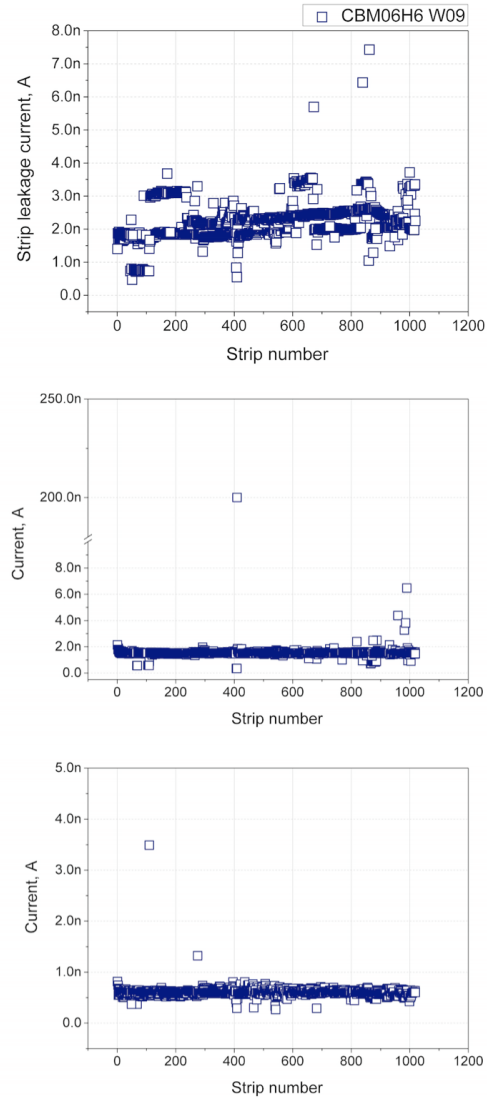 CBM06H6 W09
Strip leakage current, A
8.0n
7.0n
6.0n
5.0n
4.0n
3.0n
2.0n
1.0n
0.0
0 200 400 600 800 1000 1200
Strip number
Current, A
250.0n
200.0n
8.0n
6.0n
4.0n
2.0n
0.0
0 200 400 600 800 1000 1200
Strip number
Current, A
5.0n
4.0n
3.0n
2.0n
1.0n
0.0
0 200 400 600 800 1000 1200
Strip number